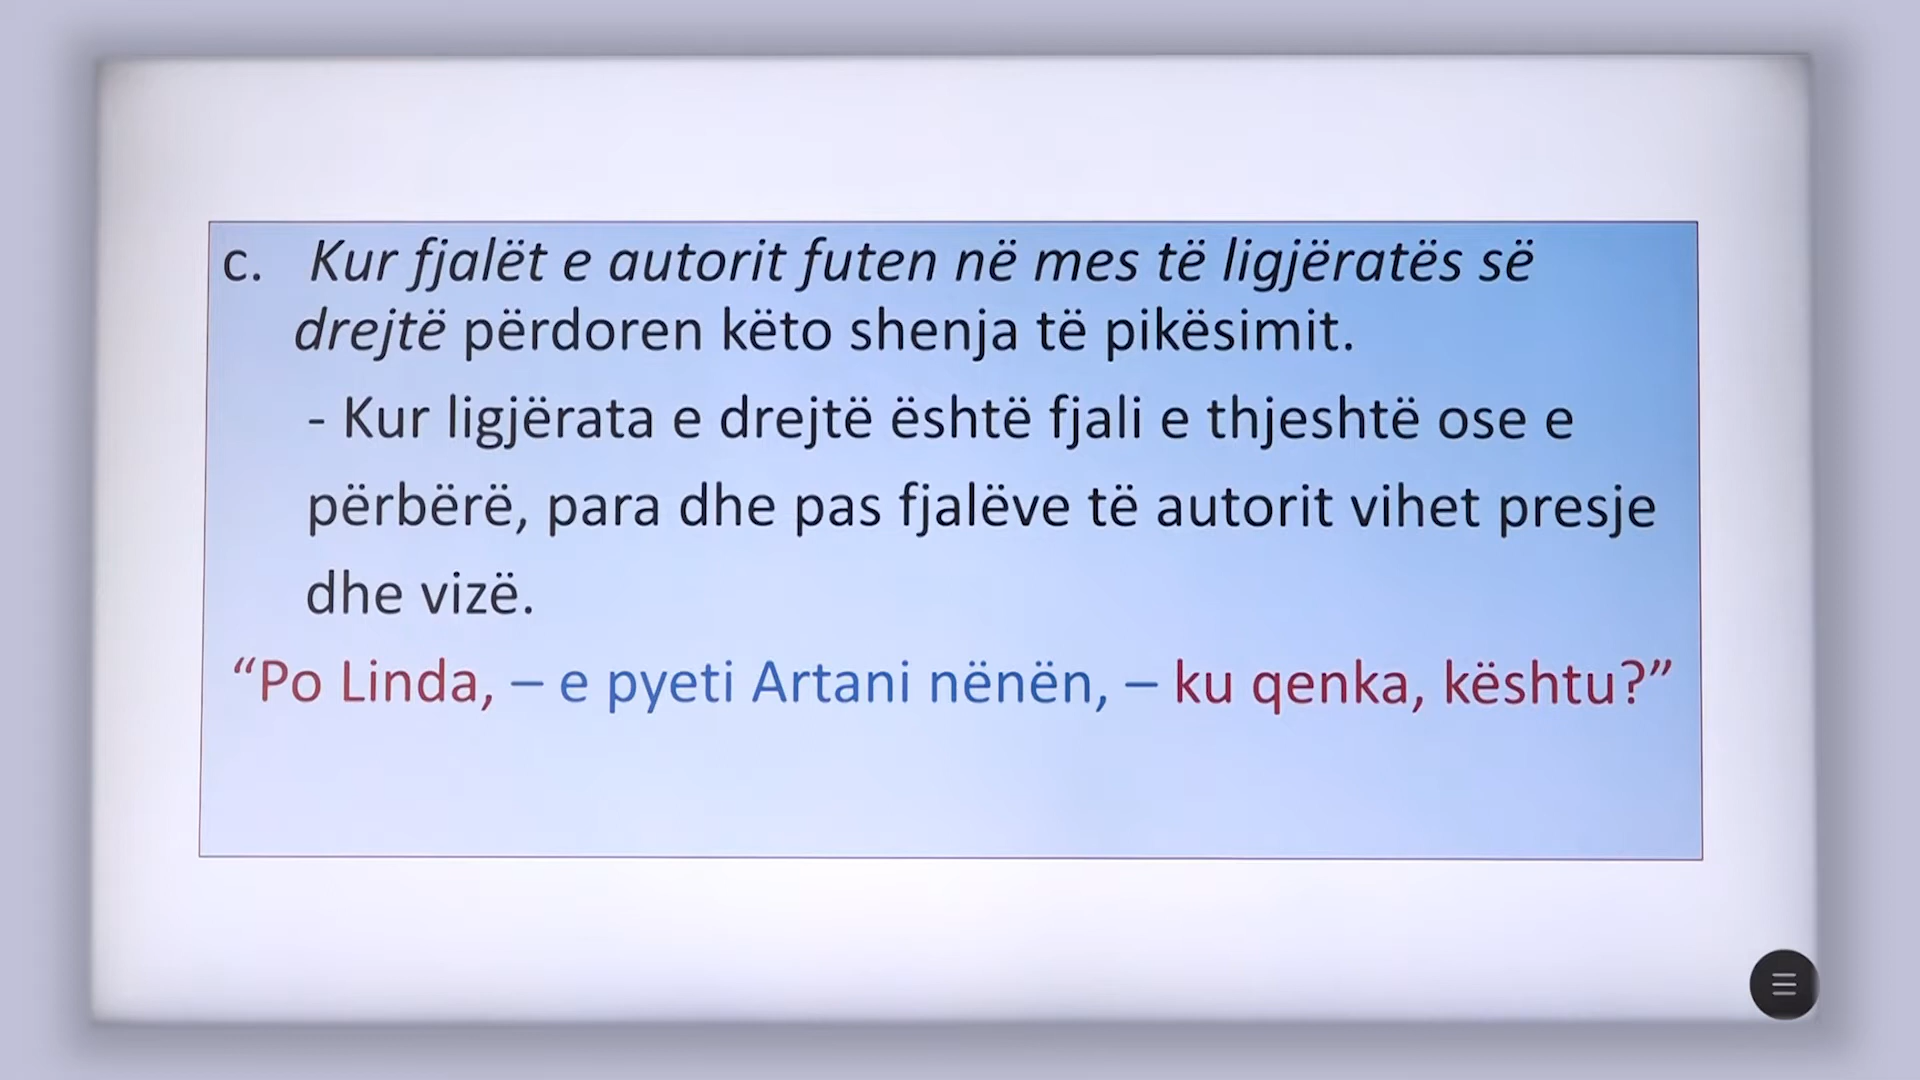 c. Kur fjalët e autorit futen në mes të ligjëratës së
drejtë përdoren këto shenja të pikësimit.
- Kur ligjërata e drejtë është fjali e thjeshtë ose e
përbërë, para dhe pas fjalëve të autorit vihet presje
dhe vizë.
“Po Linda, – e pyeti Artani nënën, – ku qenka, kështu?”